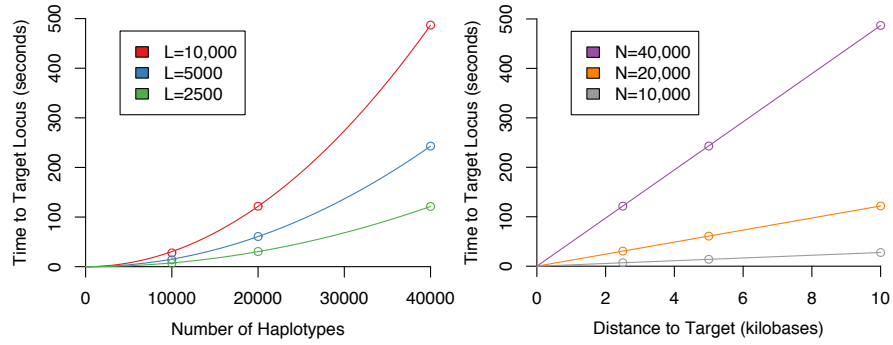 Time to Target Locus (seconds)
500
400
300
200
100
0
L=10,000
L=5000
L=2500
0 10000 20000 30000 40000
Number of Haplotypes
Time to Target Locus (seconds)
500
400
300
200
100
0
N=40,000
N=20,000
N=10,000
0 2 4 6 8 10
Distance to Target (kilobases)